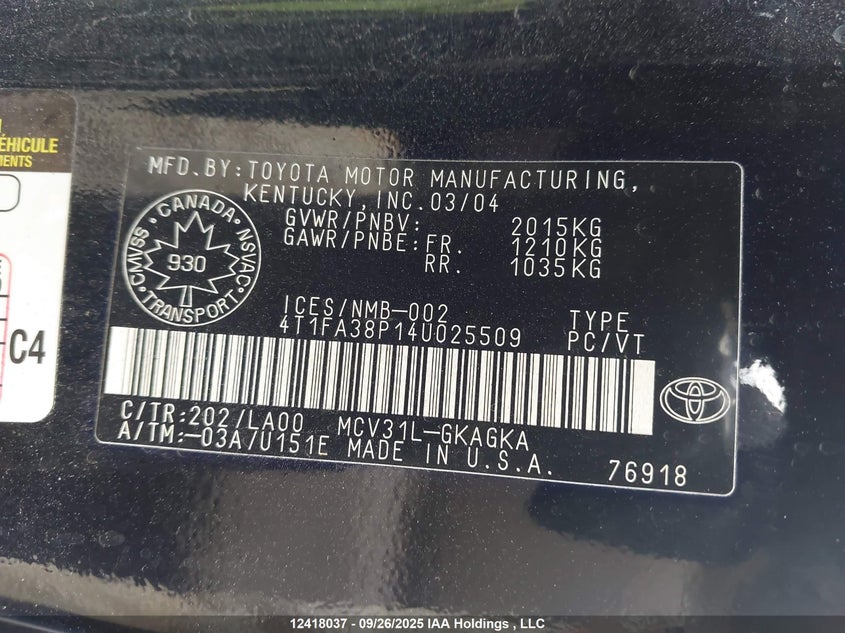 ÉHICULE
MENTS
C4
MFD.BY:TOYOTA MOTOR MANUFACTURING,
KENTUCKY,INC.03/04
GVWR/PNBV: 2015KG
GAWR/PNBE:FR. 1210KG
RR. 1035KG
CANADA
CMVSS 930 NSVAC
TRANSPORT
ICES/NMB-002
4T1FA38P14U025509
TYPE
PC/VT
C/TR:202/LA00 MCV31L-GKAGKA
A/TM:-03A/U151E MADE IN U.S.A.
76918
12418037 - 09/26/2025 IAA Holdings , LLC